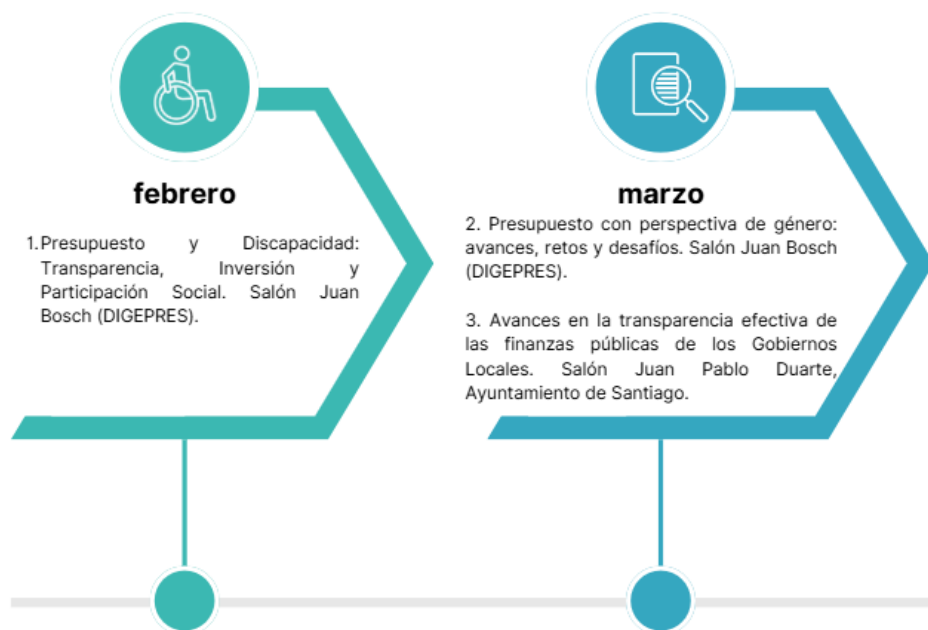 febrero
1.Presupuesto y Discapacidad:
Transparencia, Inversión y
Participación Social. Salón Juan
Bosch (DIGEPRES).
marzo
2. Presupuesto con perspectiva de género:
avances, retos y desafíos. Salón Juan Bosch
(DIGEPRES).
3. Avances en la transparencia efectiva de
las finanzas públicas de los Gobiernos
Locales. Salón Juan Pablo Duarte,
Ayuntamiento de Santiago.